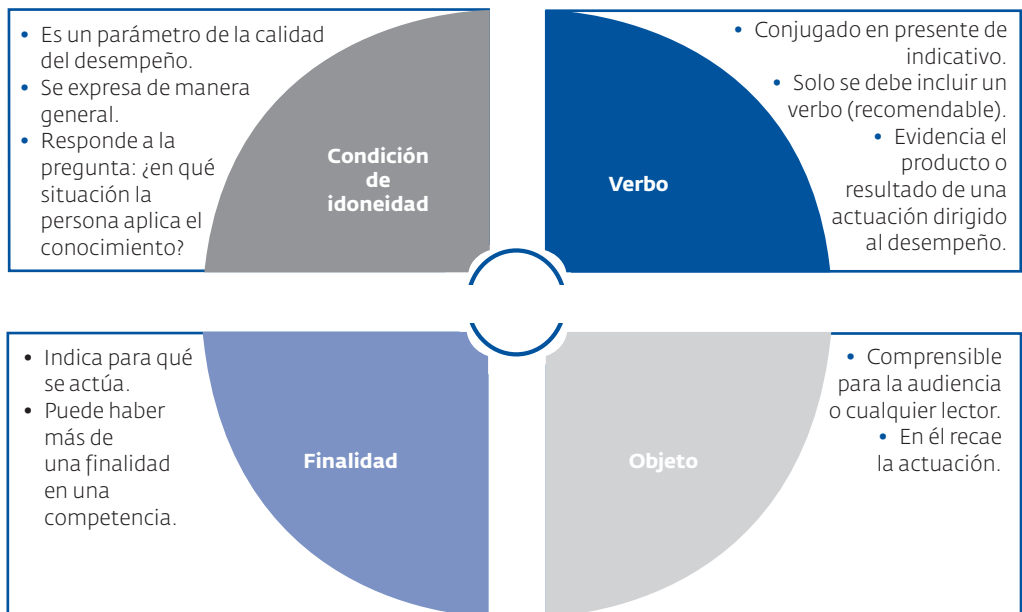 • Es un parámetro de la calidad
del desempeño.
• Se expresa de manera
general.
• Responde a la
pregunta: ¿en qué
situación la
persona aplica el
conocimiento?
Condición
de
idoneidad
Verbo
• Conjugado en presente de
indicativo.
• Solo se debe incluir un
verbo (recomendable).
• Evidencia el
producto o
resultado de una
actuación dirigido
al desempeño.
• Indica para qué
se actúa.
• Puede haber
más de
una finalidad
en una
competencia.
Finalidad
Objeto
• Comprensible
para la audiencia
o cualquier lector.
• En él recae
la actuación.